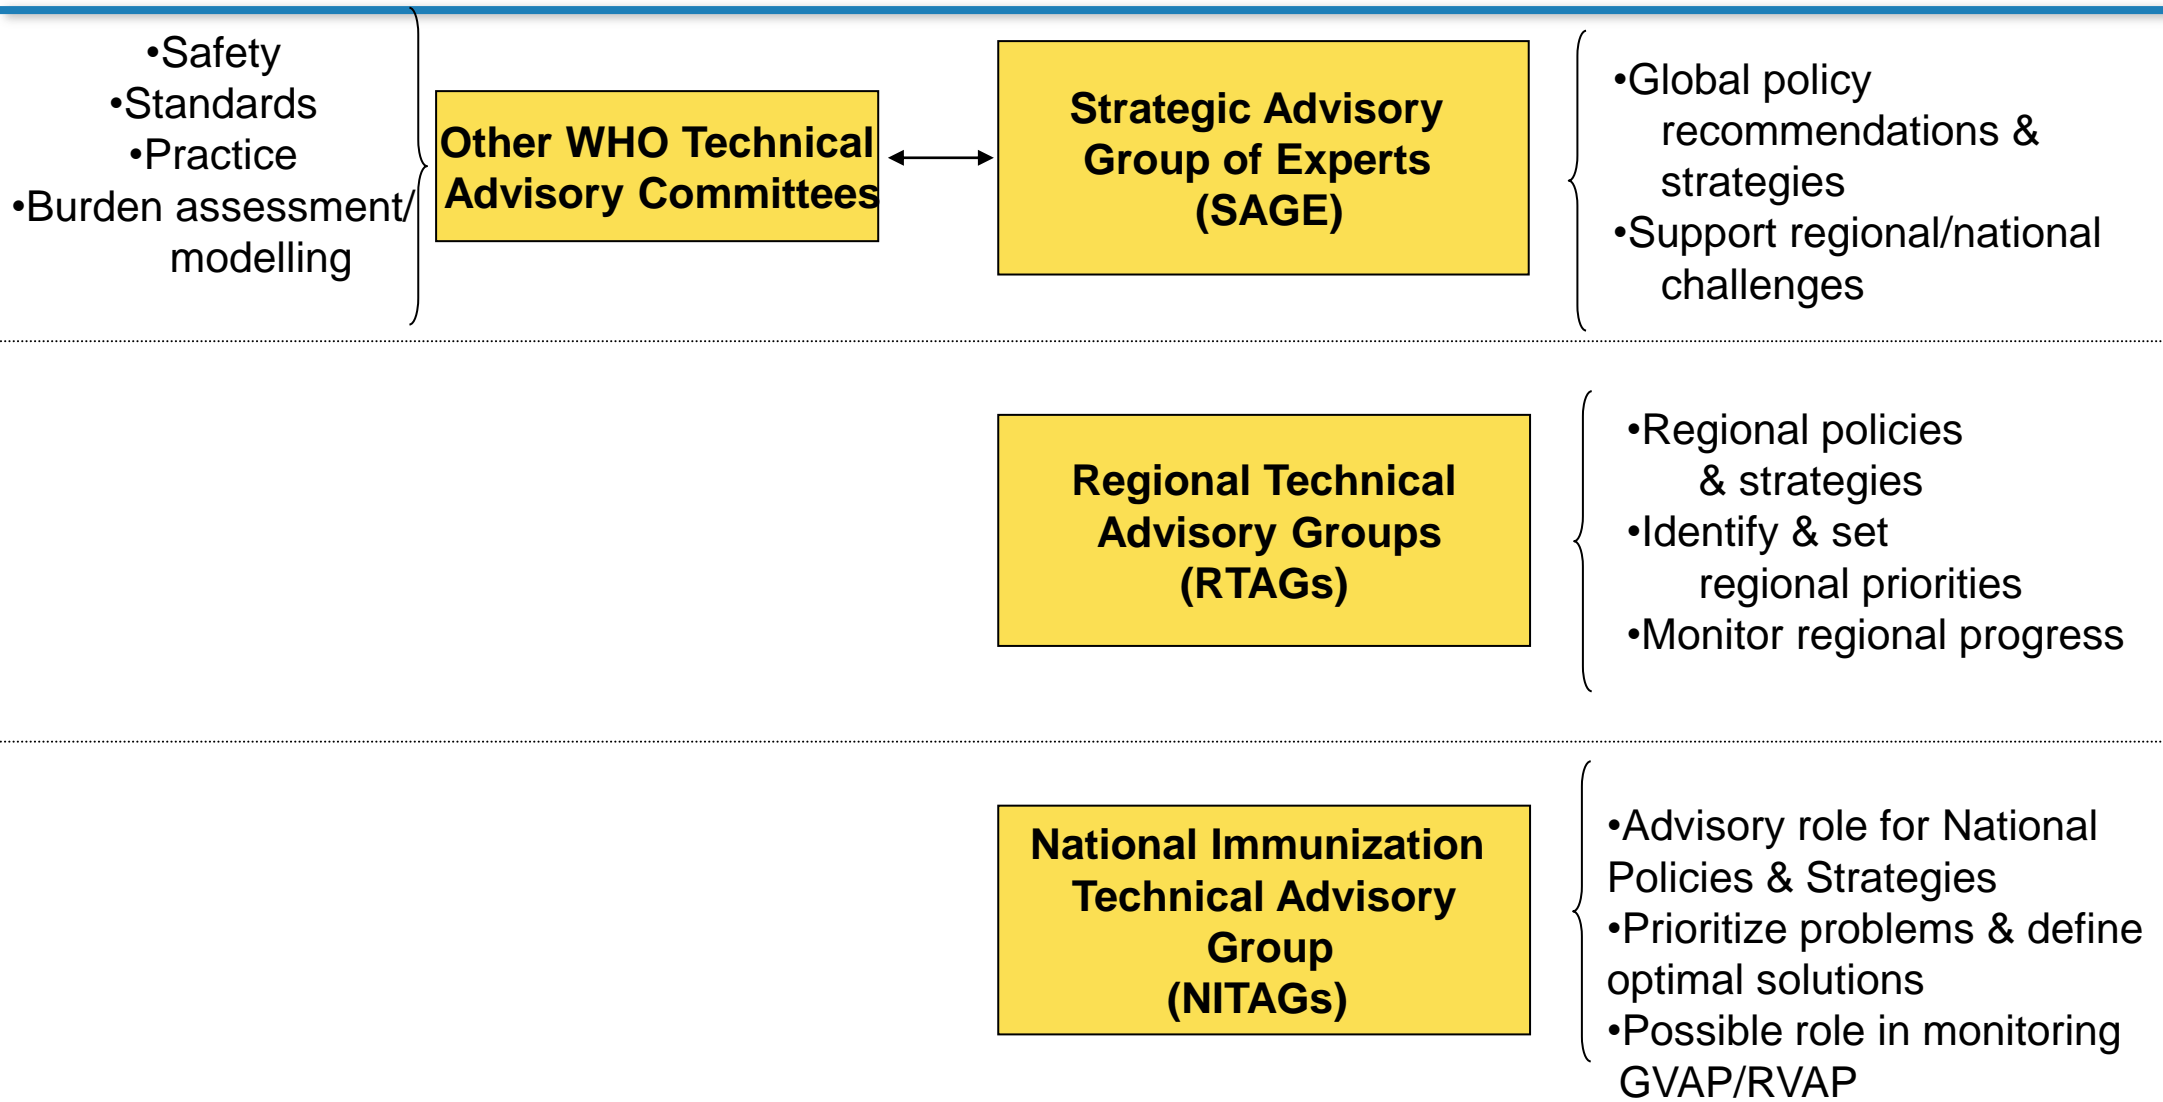 •Safety
•Standards
•Practice
•Burden assessment/
modelling
Other WHO Technical
Advisory Committees
Strategic Advisory
Group of Experts
(SAGE)
•Global policy
recommendations &
strategies
•Support regional/national
challenges
Regional Technical
Advisory Groups
(RTAGs)
•Regional policies
& strategies
•Identify & set
regional priorities
•Monitor regional progress
National Immunization
Technical Advisory
Group
(NITAGs)
•Advisory role for National
Policies & Strategies
•Prioritize problems & define
optimal solutions
•Possible role in monitoring
GVAP/RVAP